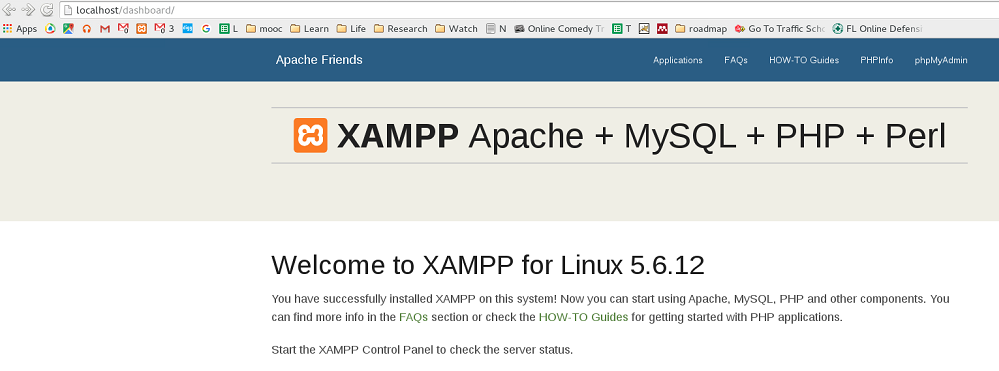 localhost/dashboard/
Apps 3 L mooc Learn Life Research Watch N Online Comedy Tr T roadmap Go To Traffic Scho FL Online Defensi
Apache Friends Applications FAQs HOW-TO Guides PHPInfo phpMyAdmin
XAMPP Apache + MySQL + PHP + Perl
Welcome to XAMPP for Linux 5.6.12
You have successfully installed XAMPP on this system! Now you can start using Apache, MySQL, PHP and other components. You
can find more info in the FAQs section or check the HOW-TO Guides for getting started with PHP applications.
Start the XAMPP Control Panel to check the server status.